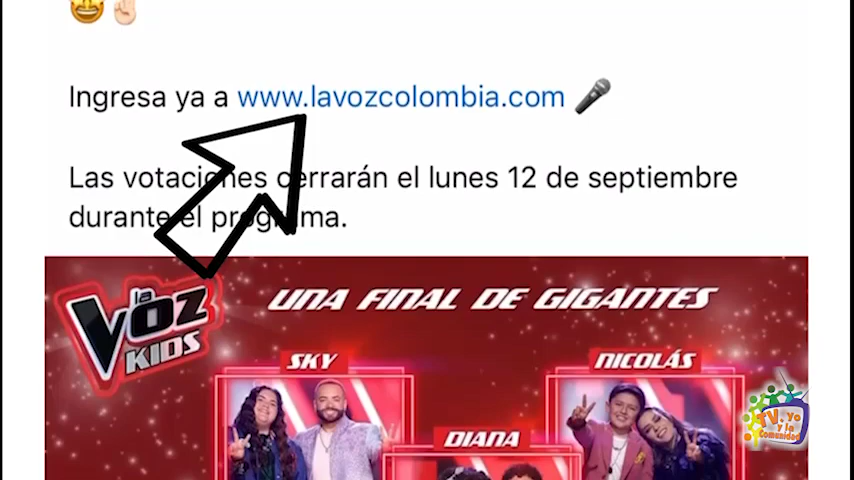 Ingresa ya a www.lavozcolombia.com
Las votaciones cerrarán el lunes 12 de septiembre
durante el programa.
la
VOZ
KIDS
UNA FINAL DE GIGANTES
SKY
NICOLÁS
DIANA
TV, Yo
y la
Comunidad